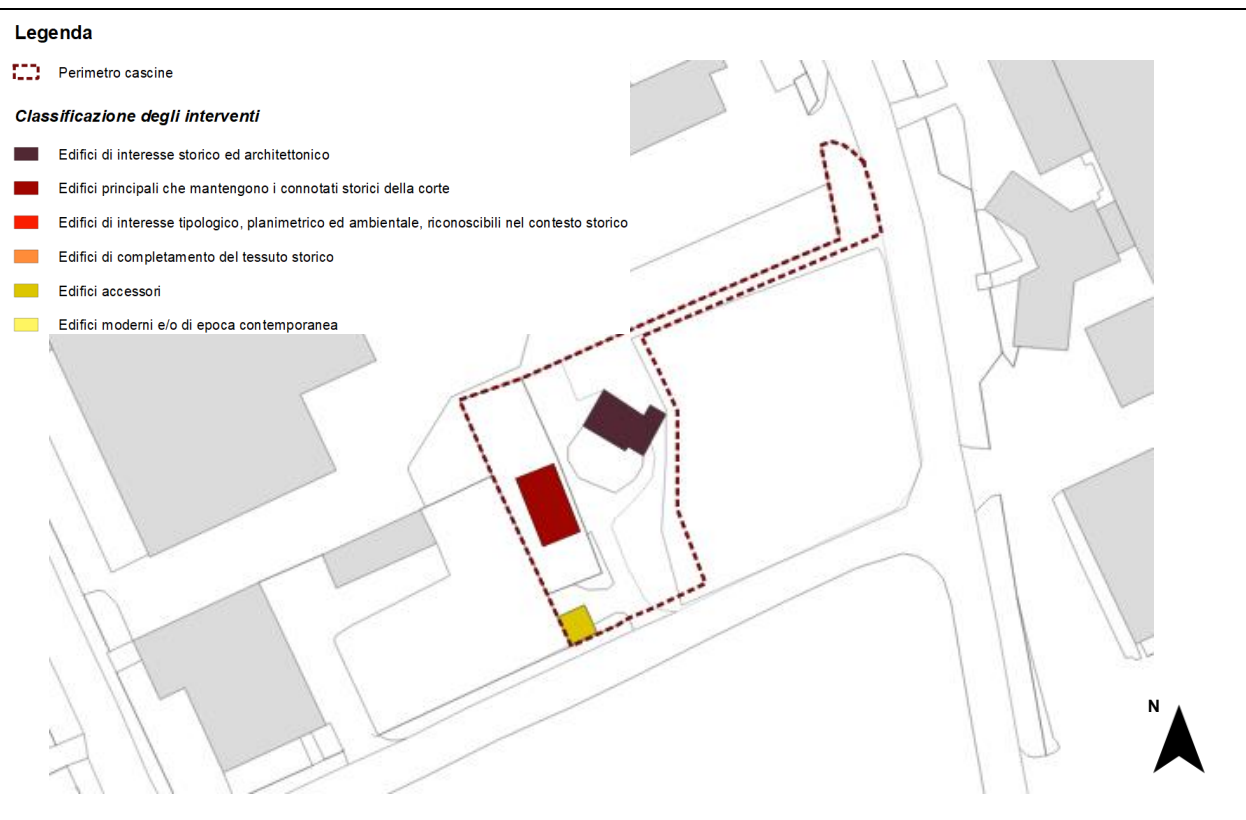 Legenda
Perimetro cascine
Classificazione degli interventi
Edifici di interesse storico ed architettonico
Edifici principali che mantengono i connotati storici della corte
Edifici di interesse tipologico, planimetrico ed ambientale, riconoscibili nel contesto storico
Edifici di completamento del tessuto storico
Edifici accessori
Edifici moderni e/o di epoca contemporanea
N